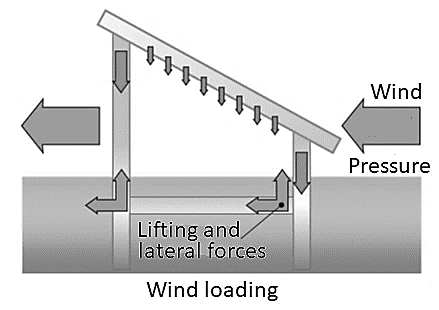 Wind
Pressure
Lifting and
lateral forces
Wind loading